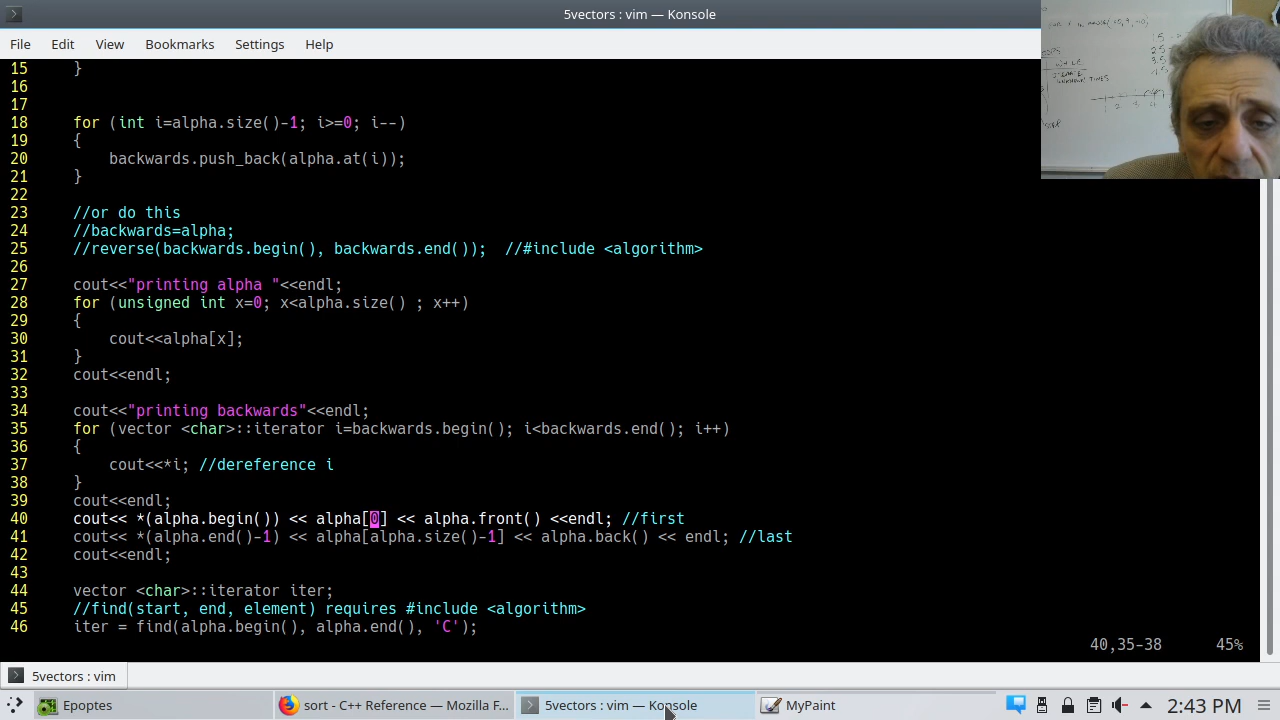 5vectors : vim — Konsole
File Edit View Bookmarks Settings Help
15 }
16
17
18 for (int i=alpha.size()-1; i>=0; i--)
19 {
20 backwards.push_back(alpha.at(i));
21 }
22
23 //or do this
24 //backwards=alpha;
25 //reverse(backwards.begin(), backwards.end()); //#include <algorithm>
26
27 cout<<"printing alpha "<<endl;
28 for (unsigned int x=0; x<alpha.size() ; x++)
29 {
30 cout<<alpha[x];
31 }
32 cout<<endl;
33
34 cout<<"printing backwards"<<endl;
35 for (vector <char>::iterator i=backwards.begin(); i<backwards.end(); i++)
36 {
37 cout<<*i; //dereference i
38 }
39 cout<<endl;
40 cout<< *(alpha.begin()) << alpha[0] << alpha.front() <<endl; //first
41 cout<< *(alpha.end()-1) << alpha[alpha.size()-1] << alpha.back() << endl; //last
42 cout<<endl;
43
44 vector <char>::iterator iter;
45 //find(start, end, element) requires #include <algorithm>
46 iter = find(alpha.begin(), alpha.end(), 'C');
40,35-38 45%
5vectors : vim
Epoptes sort - C++ Reference — Mozilla F... 5vectors : vim — Konsole MyPaint 2:43 PM